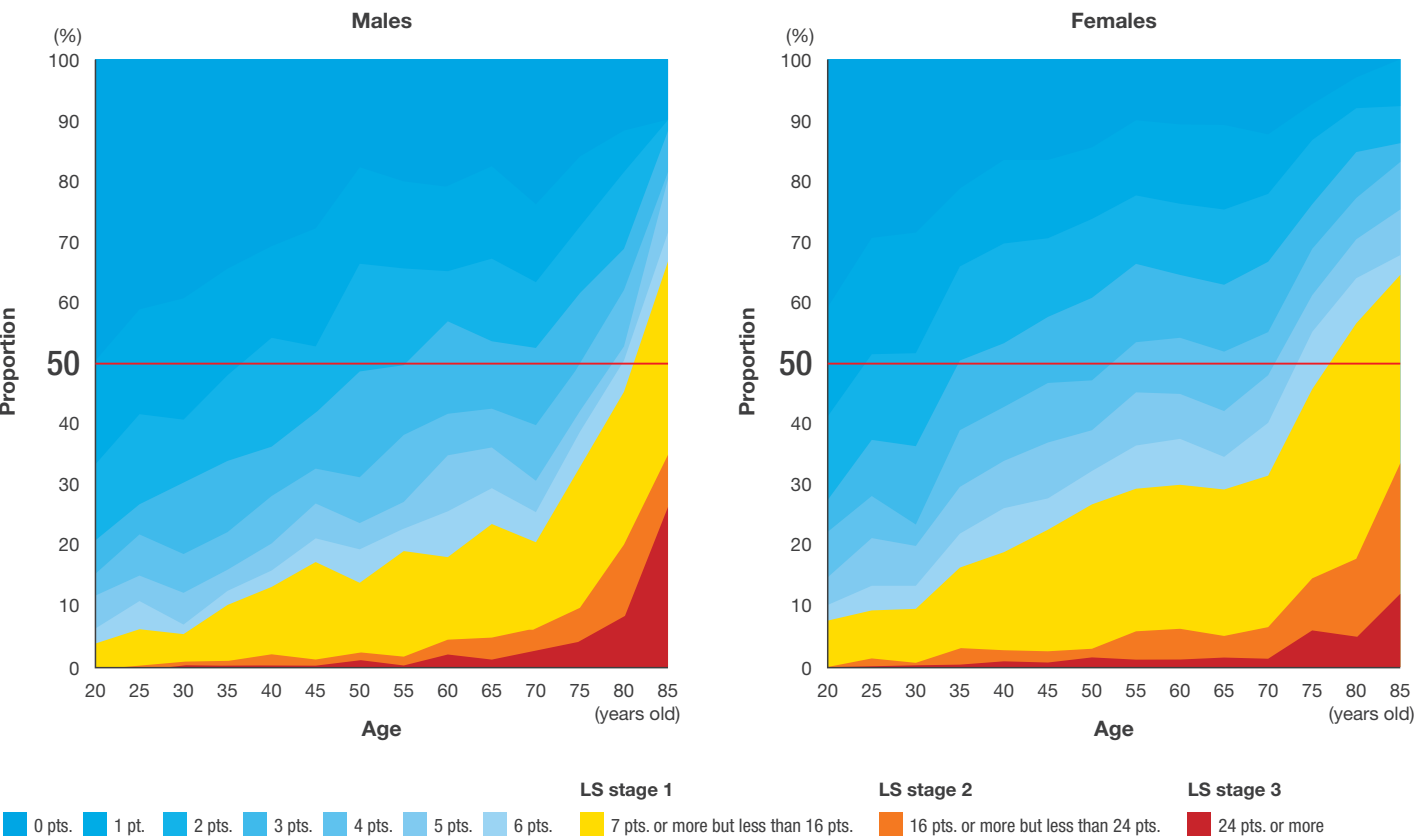 Males
(%)
100
90
80
70
60
50
40
30
20
10
0
Proportion
20 25 30 35 40 45 50 55 60 65 70 75 80 85
(years old)
Age
Females
(%)
100
90
80
70
60
50
40
30
20
10
0
Proportion
20 25 30 35 40 45 50 55 60 65 70 75 80 85
(years old)
Age
LS stage 1 LS stage 2 LS stage 3
0 pts. 1 pt. 2 pts. 3 pts. 4 pts. 5 pts. 6 pts. 7 pts. or more but less than 16 pts. 16 pts. or more but less than 24 pts. 24 pts. or more